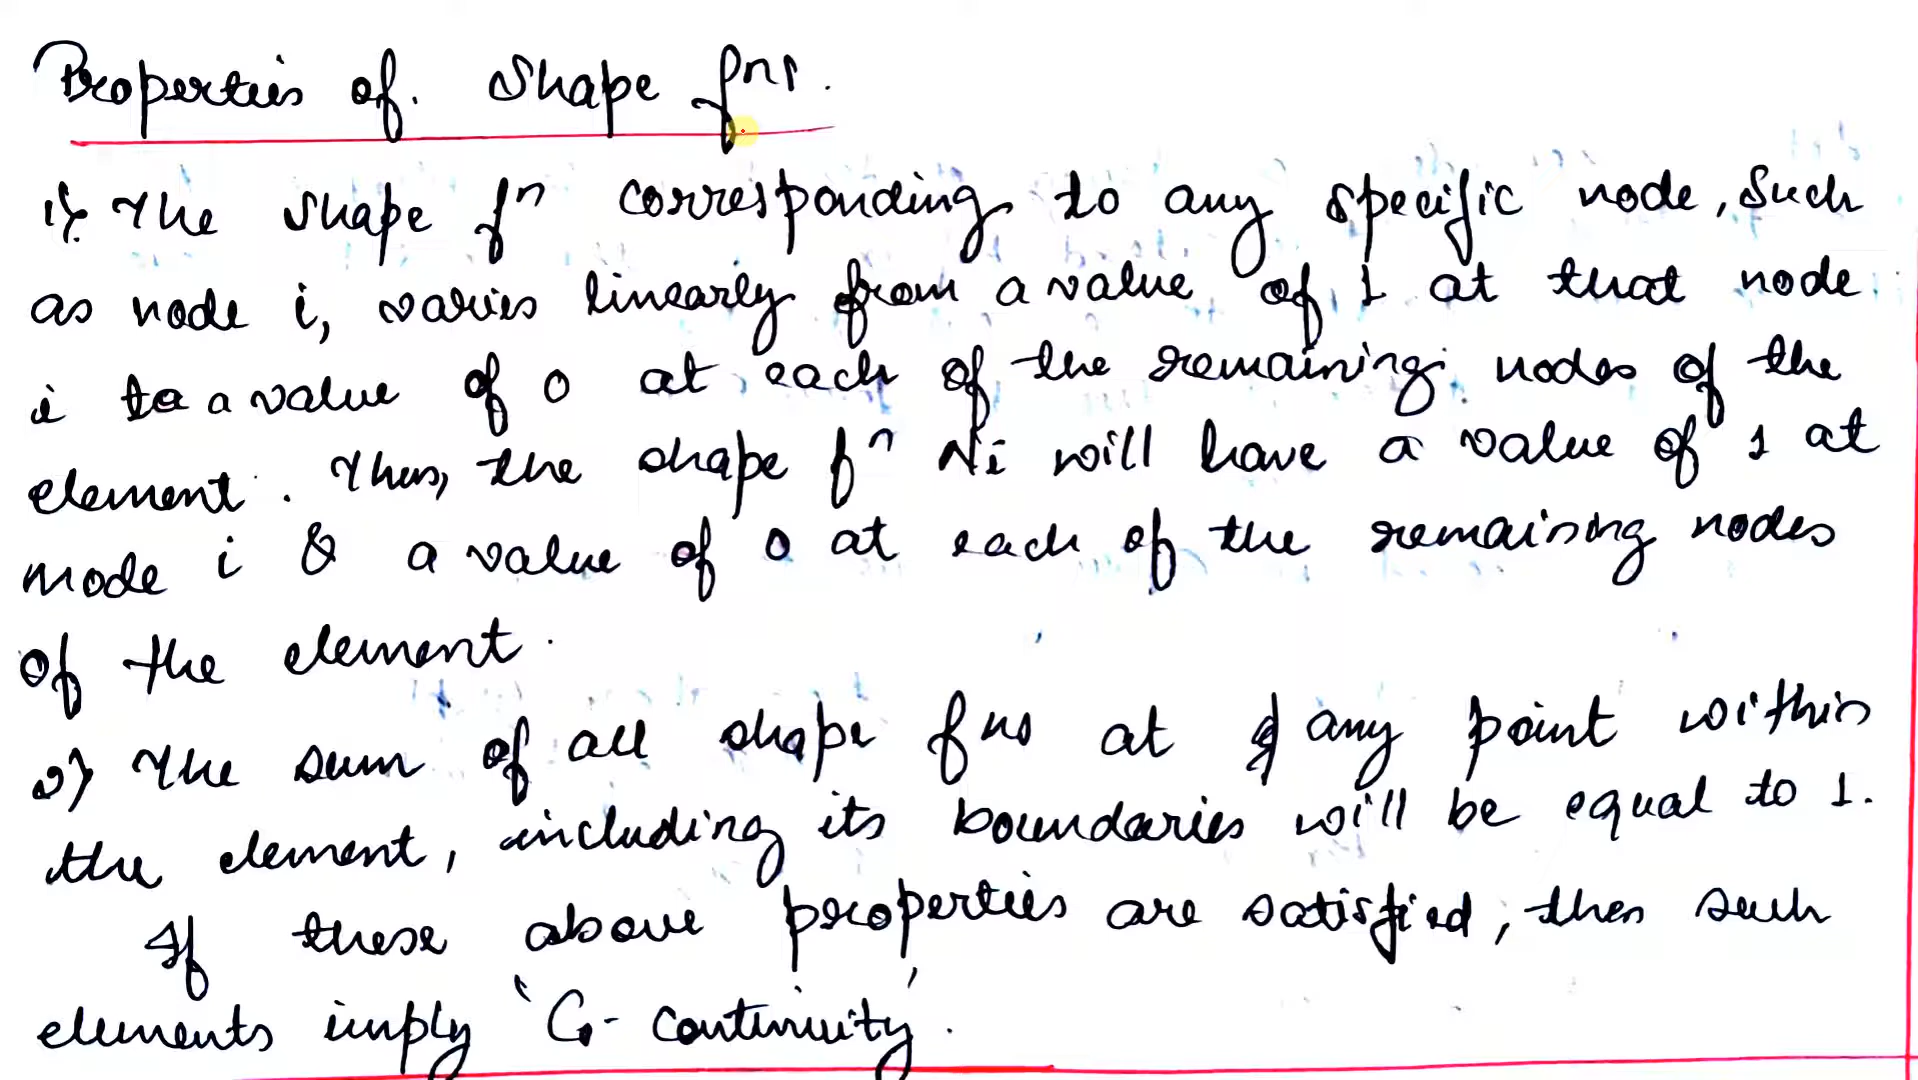 Properties of. Shape fns.
1) The shape fn corresponding to any specific node, such
as node i, varies linearly from a value of 1 at that node
i to a value of 0 at each of the remaining nodes of the
element. Thus, the shape fn Ni will have a value of 1 at
node i & a value of 0 at each of the remaining nodes
of the element.
2) The sum of all shape fns at any point within
the element, including its boundaries will be equal to 1.
If these above properties are satisfied, then such
elements imply 'C0- continuity'.